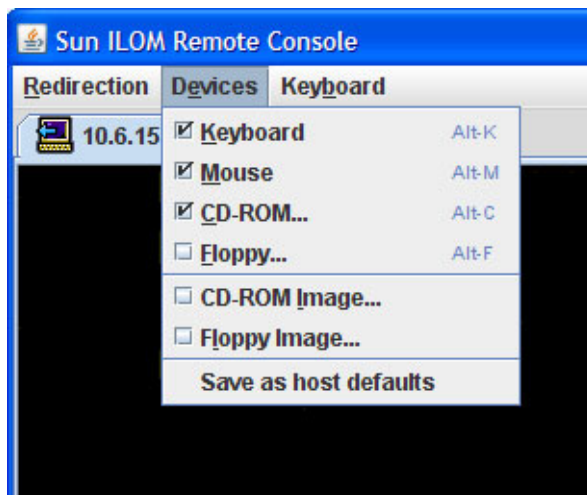 Sun ILOM Remote Console
Redirection Devices Keyboard
10.6.15
Keyboard Alt-K
Mouse Alt-M
CD-ROM... Alt-C
Floppy... Alt-F
CD-ROM Image...
Floppy Image...
Save as host defaults